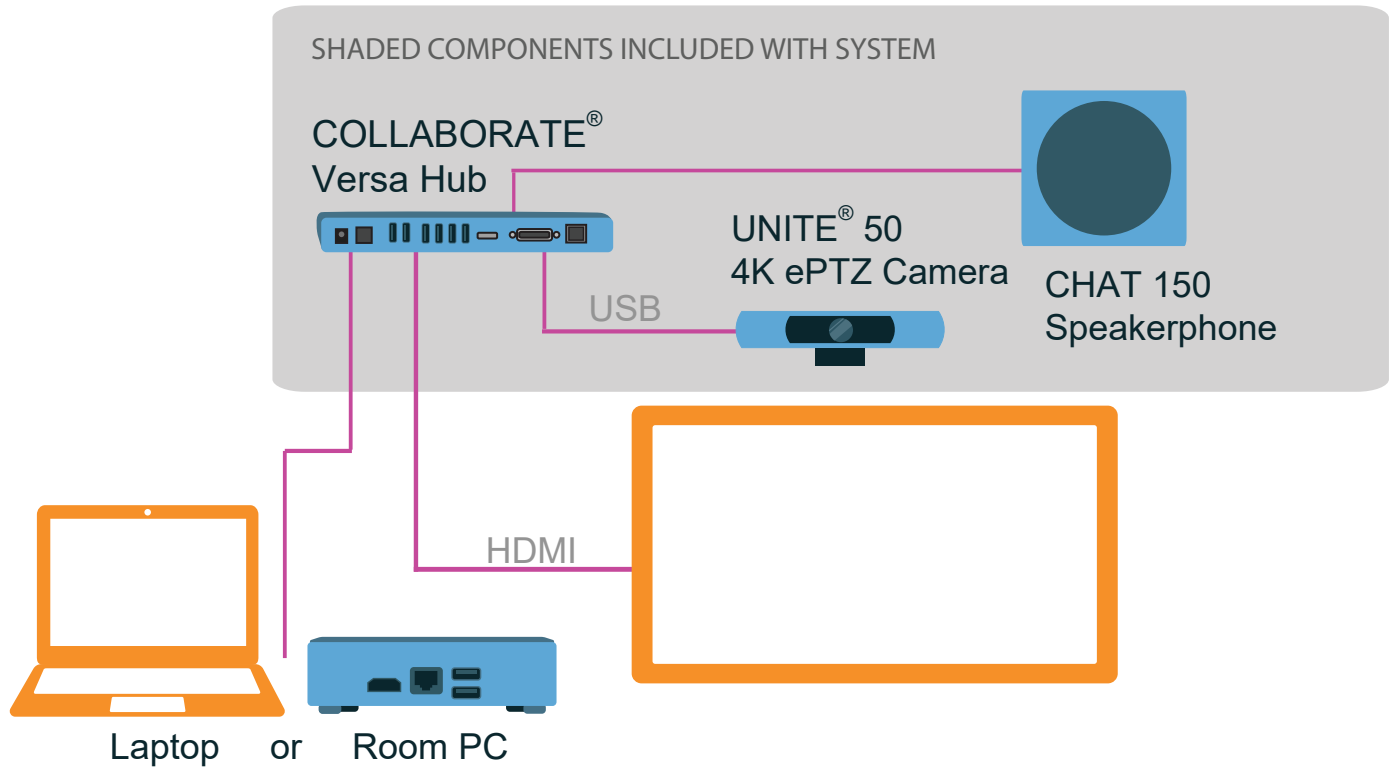 SHADED COMPONENTS INCLUDED WITH SYSTEM
COLLABORATE®
Versa Hub
UNITE® 50
4K ePTZ Camera
CHAT 150
Speakerphone
USB
HDMI
Laptop or Room PC